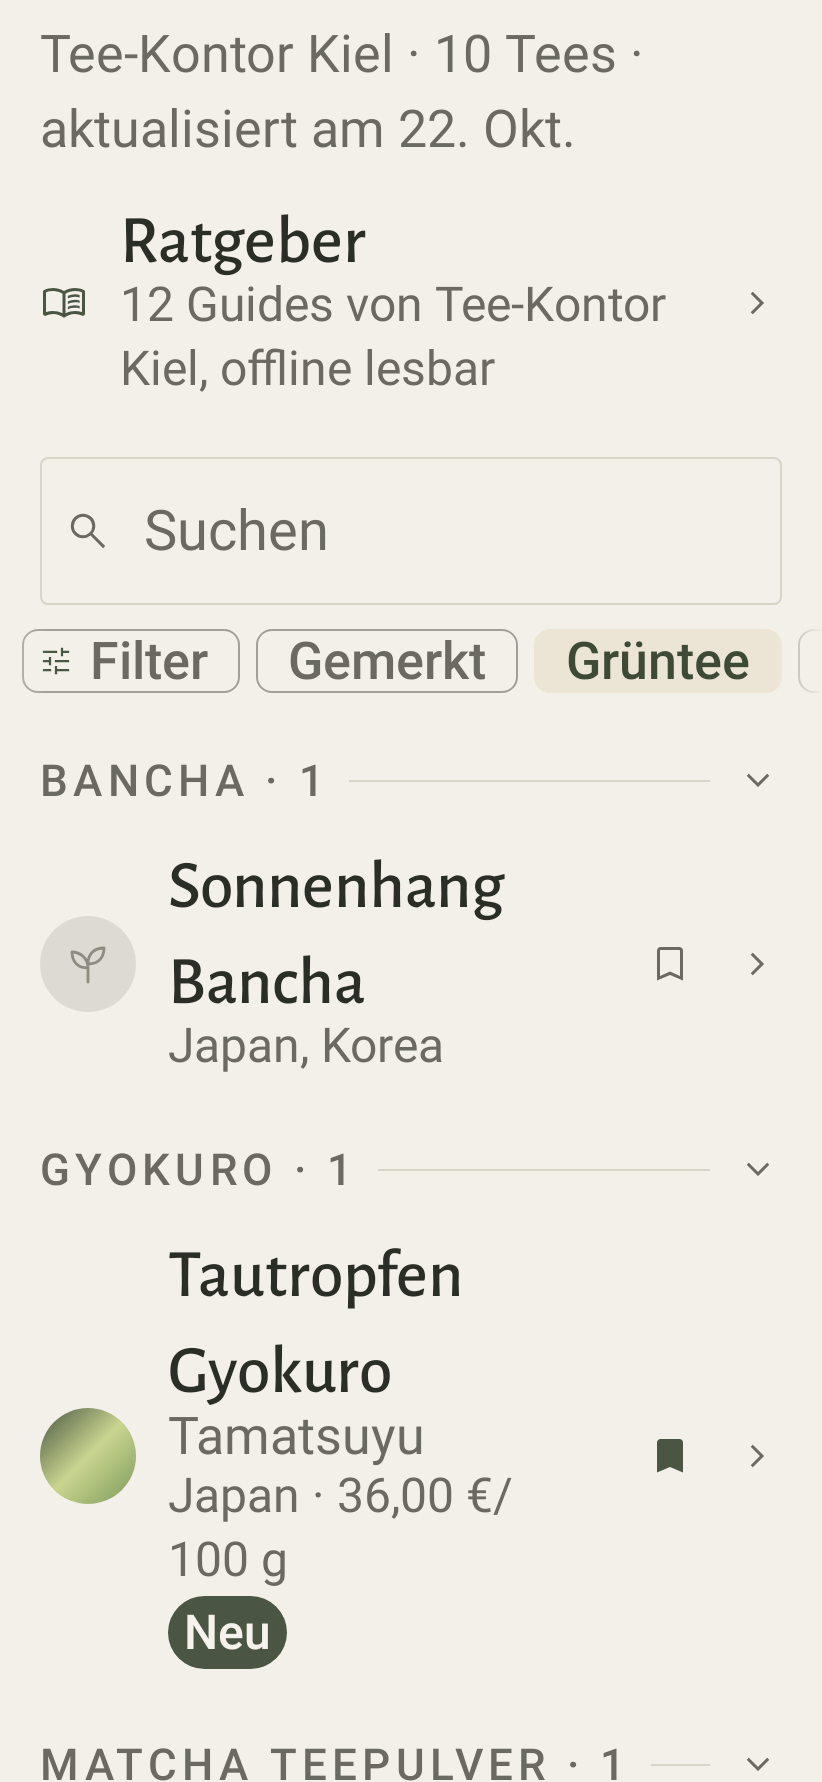 Tee-Kontor Kiel · 10 Tees ·
aktualisiert am 22. Okt.
Ratgeber
12 Guides von Tee-Kontor
Kiel, offline lesbar
Suchen
Filter
Gemerkt
Grüntee
BANCHA · 1
Sonnenhang
Bancha
Japan, Korea
GYOKURO · 1
Tautropfen
Gyokuro
Tamatsuyu
Japan · 36,00 €/
100 g
Neu
MATCHA TEEPULVER · 1